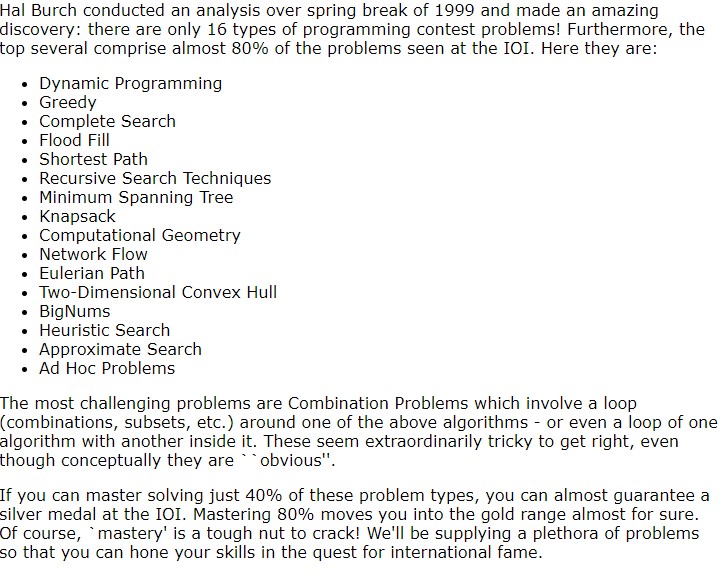 Hal Burch conducted an analysis over spring break of 1999 and made an amazing
discovery: there are only 16 types of programming contest problems! Furthermore, the
top several comprise almost 80% of the problems seen at the IOI. Here they are:
• Dynamic Programming
• Greedy
• Complete Search
• Flood Fill
• Shortest Path
• Recursive Search Techniques
• Minimum Spanning Tree
• Knapsack
• Computational Geometry
• Network Flow
• Eulerian Path
• Two-Dimensional Convex Hull
• BigNums
• Heuristic Search
• Approximate Search
• Ad Hoc Problems
The most challenging problems are Combination Problems which involve a loop
(combinations, subsets, etc.) around one of the above algorithms - or even a loop of one
algorithm with another inside it. These seem extraordinarily tricky to get right, even
though conceptually they are ``obvious''.
If you can master solving just 40% of these problem types, you can almost guarantee a
silver medal at the IOI. Mastering 80% moves you into the gold range almost for sure.
Of course, `mastery' is a tough nut to crack! We'll be supplying a plethora of problems
so that you can hone your skills in the quest for international fame.